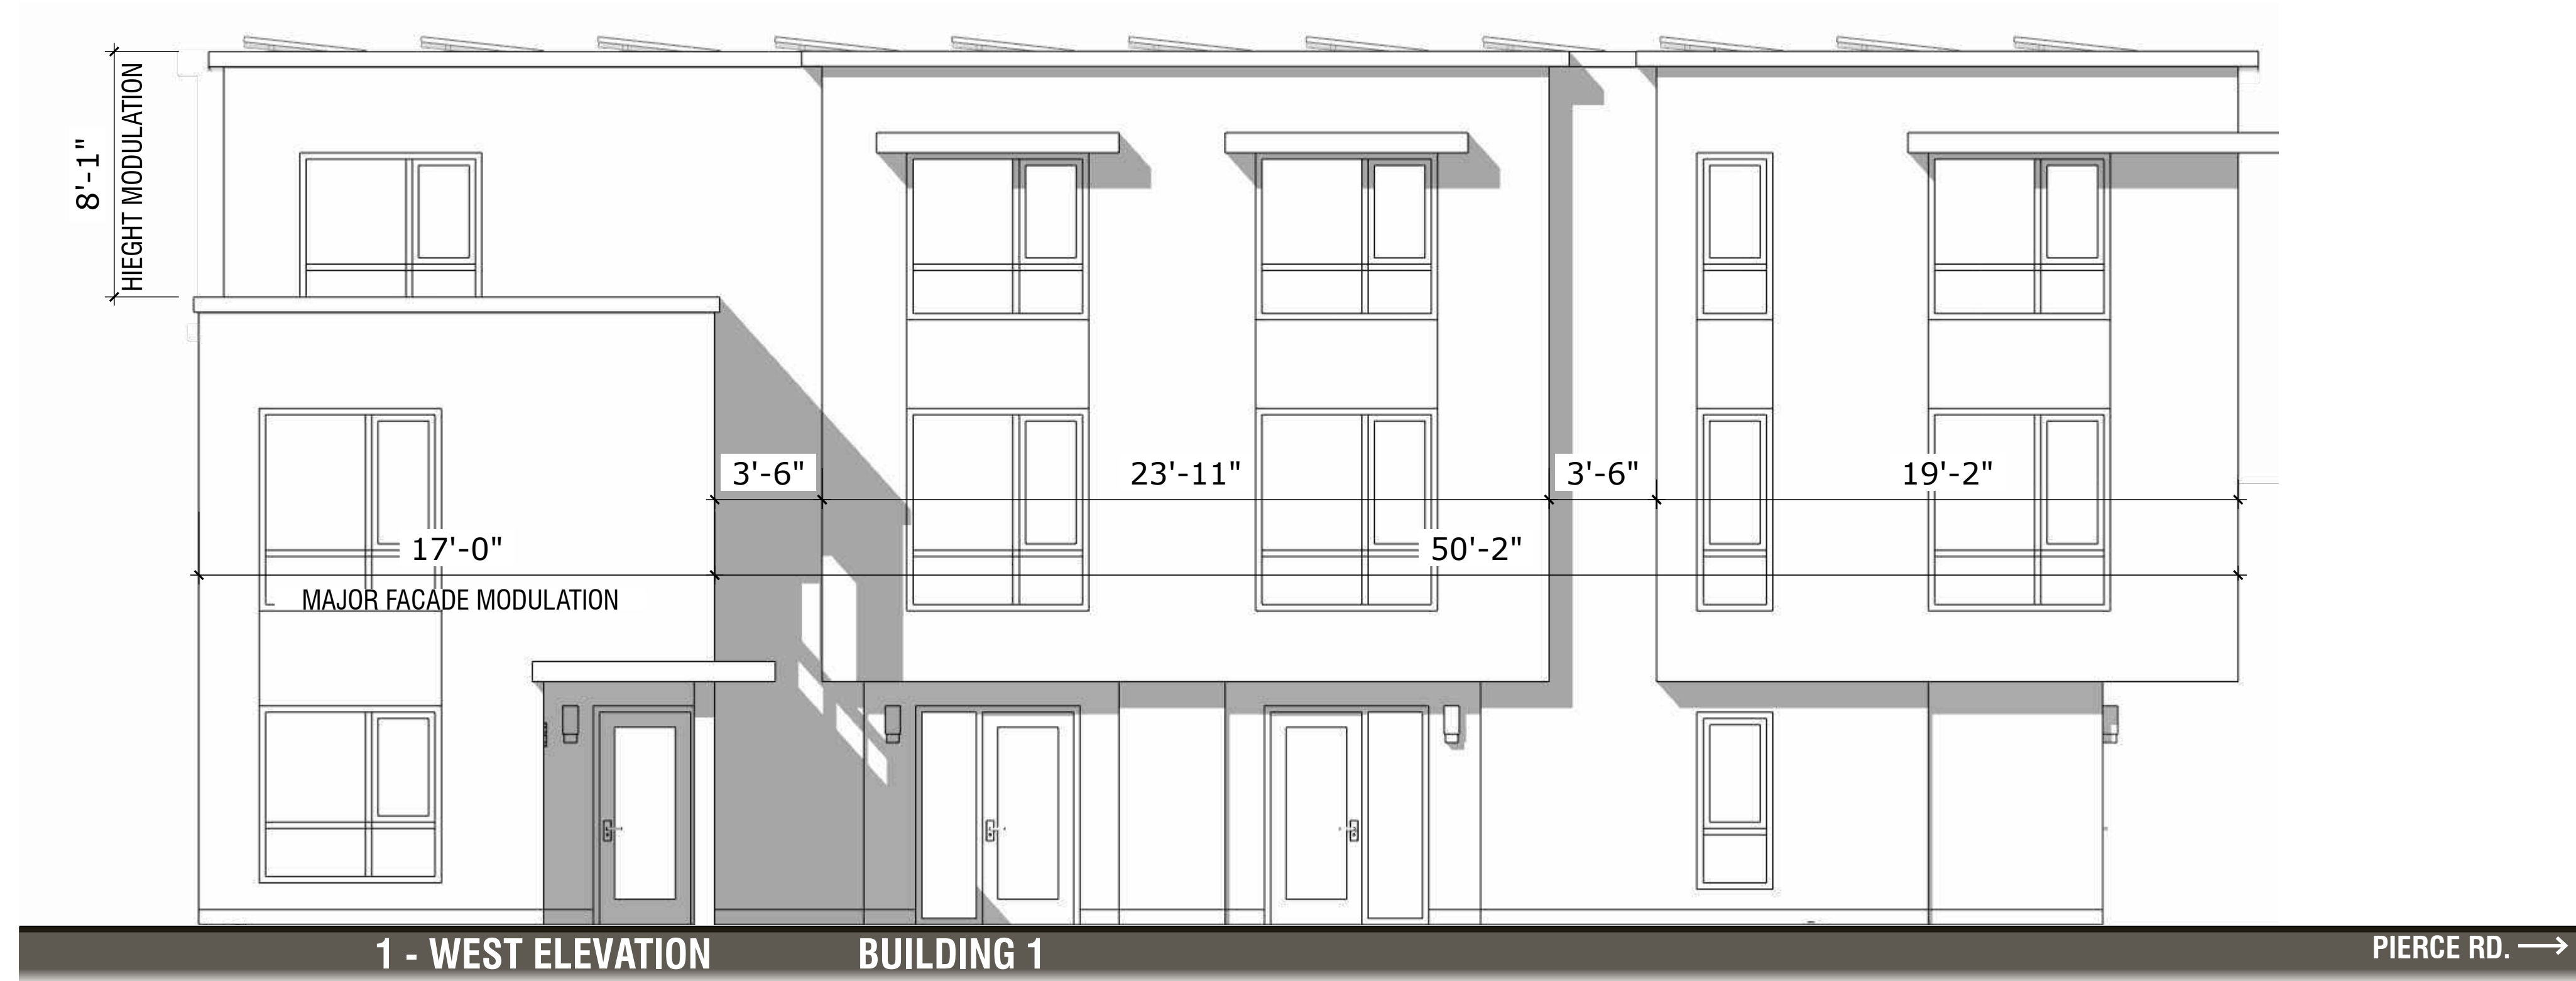 8'-1"
HIEGHT MODULATION
3'-6"
23'-11"
3'-6"
19'-2"
17'-0"
50'-2"
MAJOR FACADE MODULATION
1 - WEST ELEVATION
BUILDING 1
PIERCE RD. →